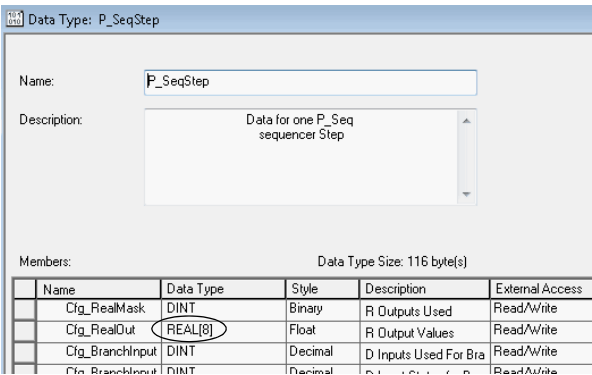 Data Type: P_SeqStep
Name:
P_SeqStep
Description:
Data for one P_Seq
sequencer Step
Members:
Data Type Size: 116 byte(s)
Name Data Type Style Description External Access
Cfg_RealMask DINT Binary R Outputs Used Read/Write
Cfg_RealOut REAL[8] Float R Output Values Read/Write
Cfg_BranchInput DINT Decimal D Inputs Used For Bra Read/Write
Cfg_BranchInput DINT Decimal Read/Write